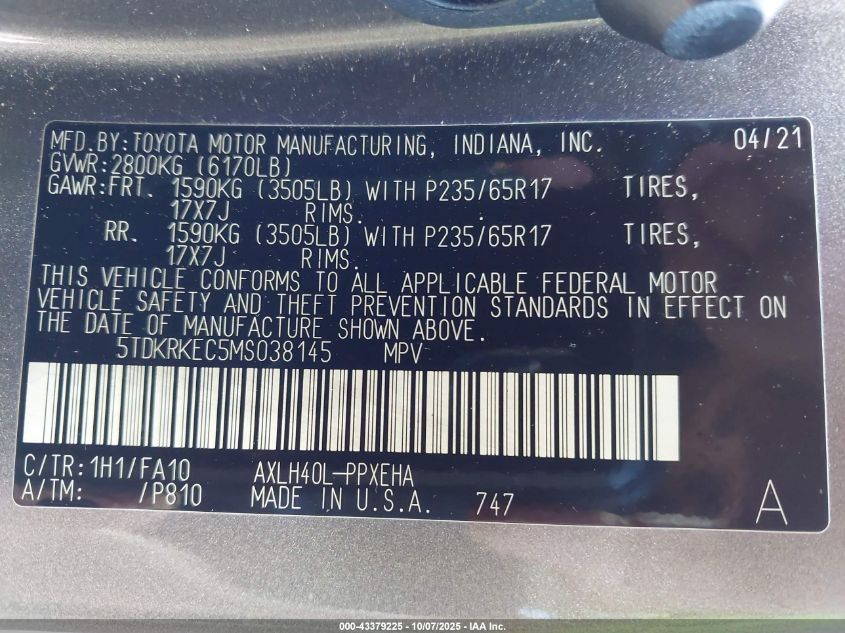 MFD.BY:TOYOTA MOTOR MANUFACTURING, INDIANA, INC. 04/21
GVWR:2800KG (6170LB)
GAWR:FRT. 1590KG (3505LB) WITH P235/65R17 TIRES,
17X7J RIMS.
RR. 1590KG (3505LB) WITH P235/65R17 TIRES,
17X7J RIMS.
THIS VEHICLE CONFORMS TO ALL APPLICABLE FEDERAL MOTOR
VEHICLE SAFETY AND THEFT PREVENTION STANDARDS IN EFFECT ON
THE DATE OF MANUFACTURE SHOWN ABOVE.
5TDKRKEC5MS038145 MPV
C/TR:1H1/FA10 AXLH40L-PPXEHA
A/TM: /P810 MADE IN U.S.A. 747 A
000-43379225 - 10/07/2025 - IAA Inc.